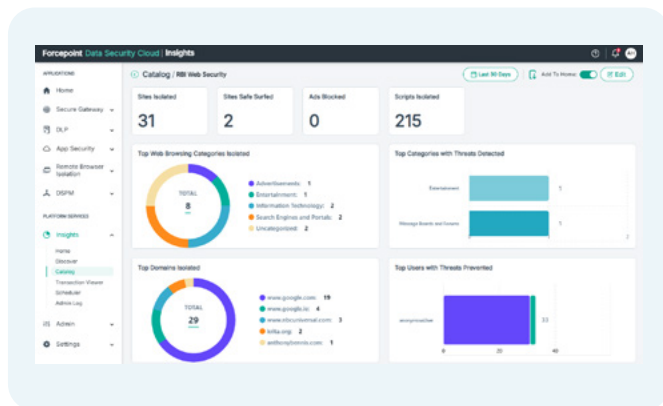 Forcepoint Data Security Cloud | Insights
APPLICATIONS
Home
Secure Gateway
DLP
App Security
Remote Browser
Isolation
DSPM
PLATFORM SERVICES
Insights
Home
Discover
Catalog
Transaction Viewer
Scheduler
Admin Log
Admin
Settings
Catalog / RBI Web Security
Last 30 Days
Add To Home
Edit
Sites Isolated
31
Sites Safe Surfed
2
Ads Blocked
0
Scripts Isolated
215
Top Web Browsing Categories Isolated
TOTAL
8
Advertisements: 1
Entertainment: 1
Information Technology: 2
Search Engines and Portals: 2
Uncategorized: 2
Top Categories with Threats Detected
Entertainment
1
Message Boards and Forums
1
2
Top Domains Isolated
TOTAL
29
www.google.com: 19
www.google.ie: 4
www.nbcuniversal.com: 3
1
Top Users with Threats Prevented
33
0
20
40